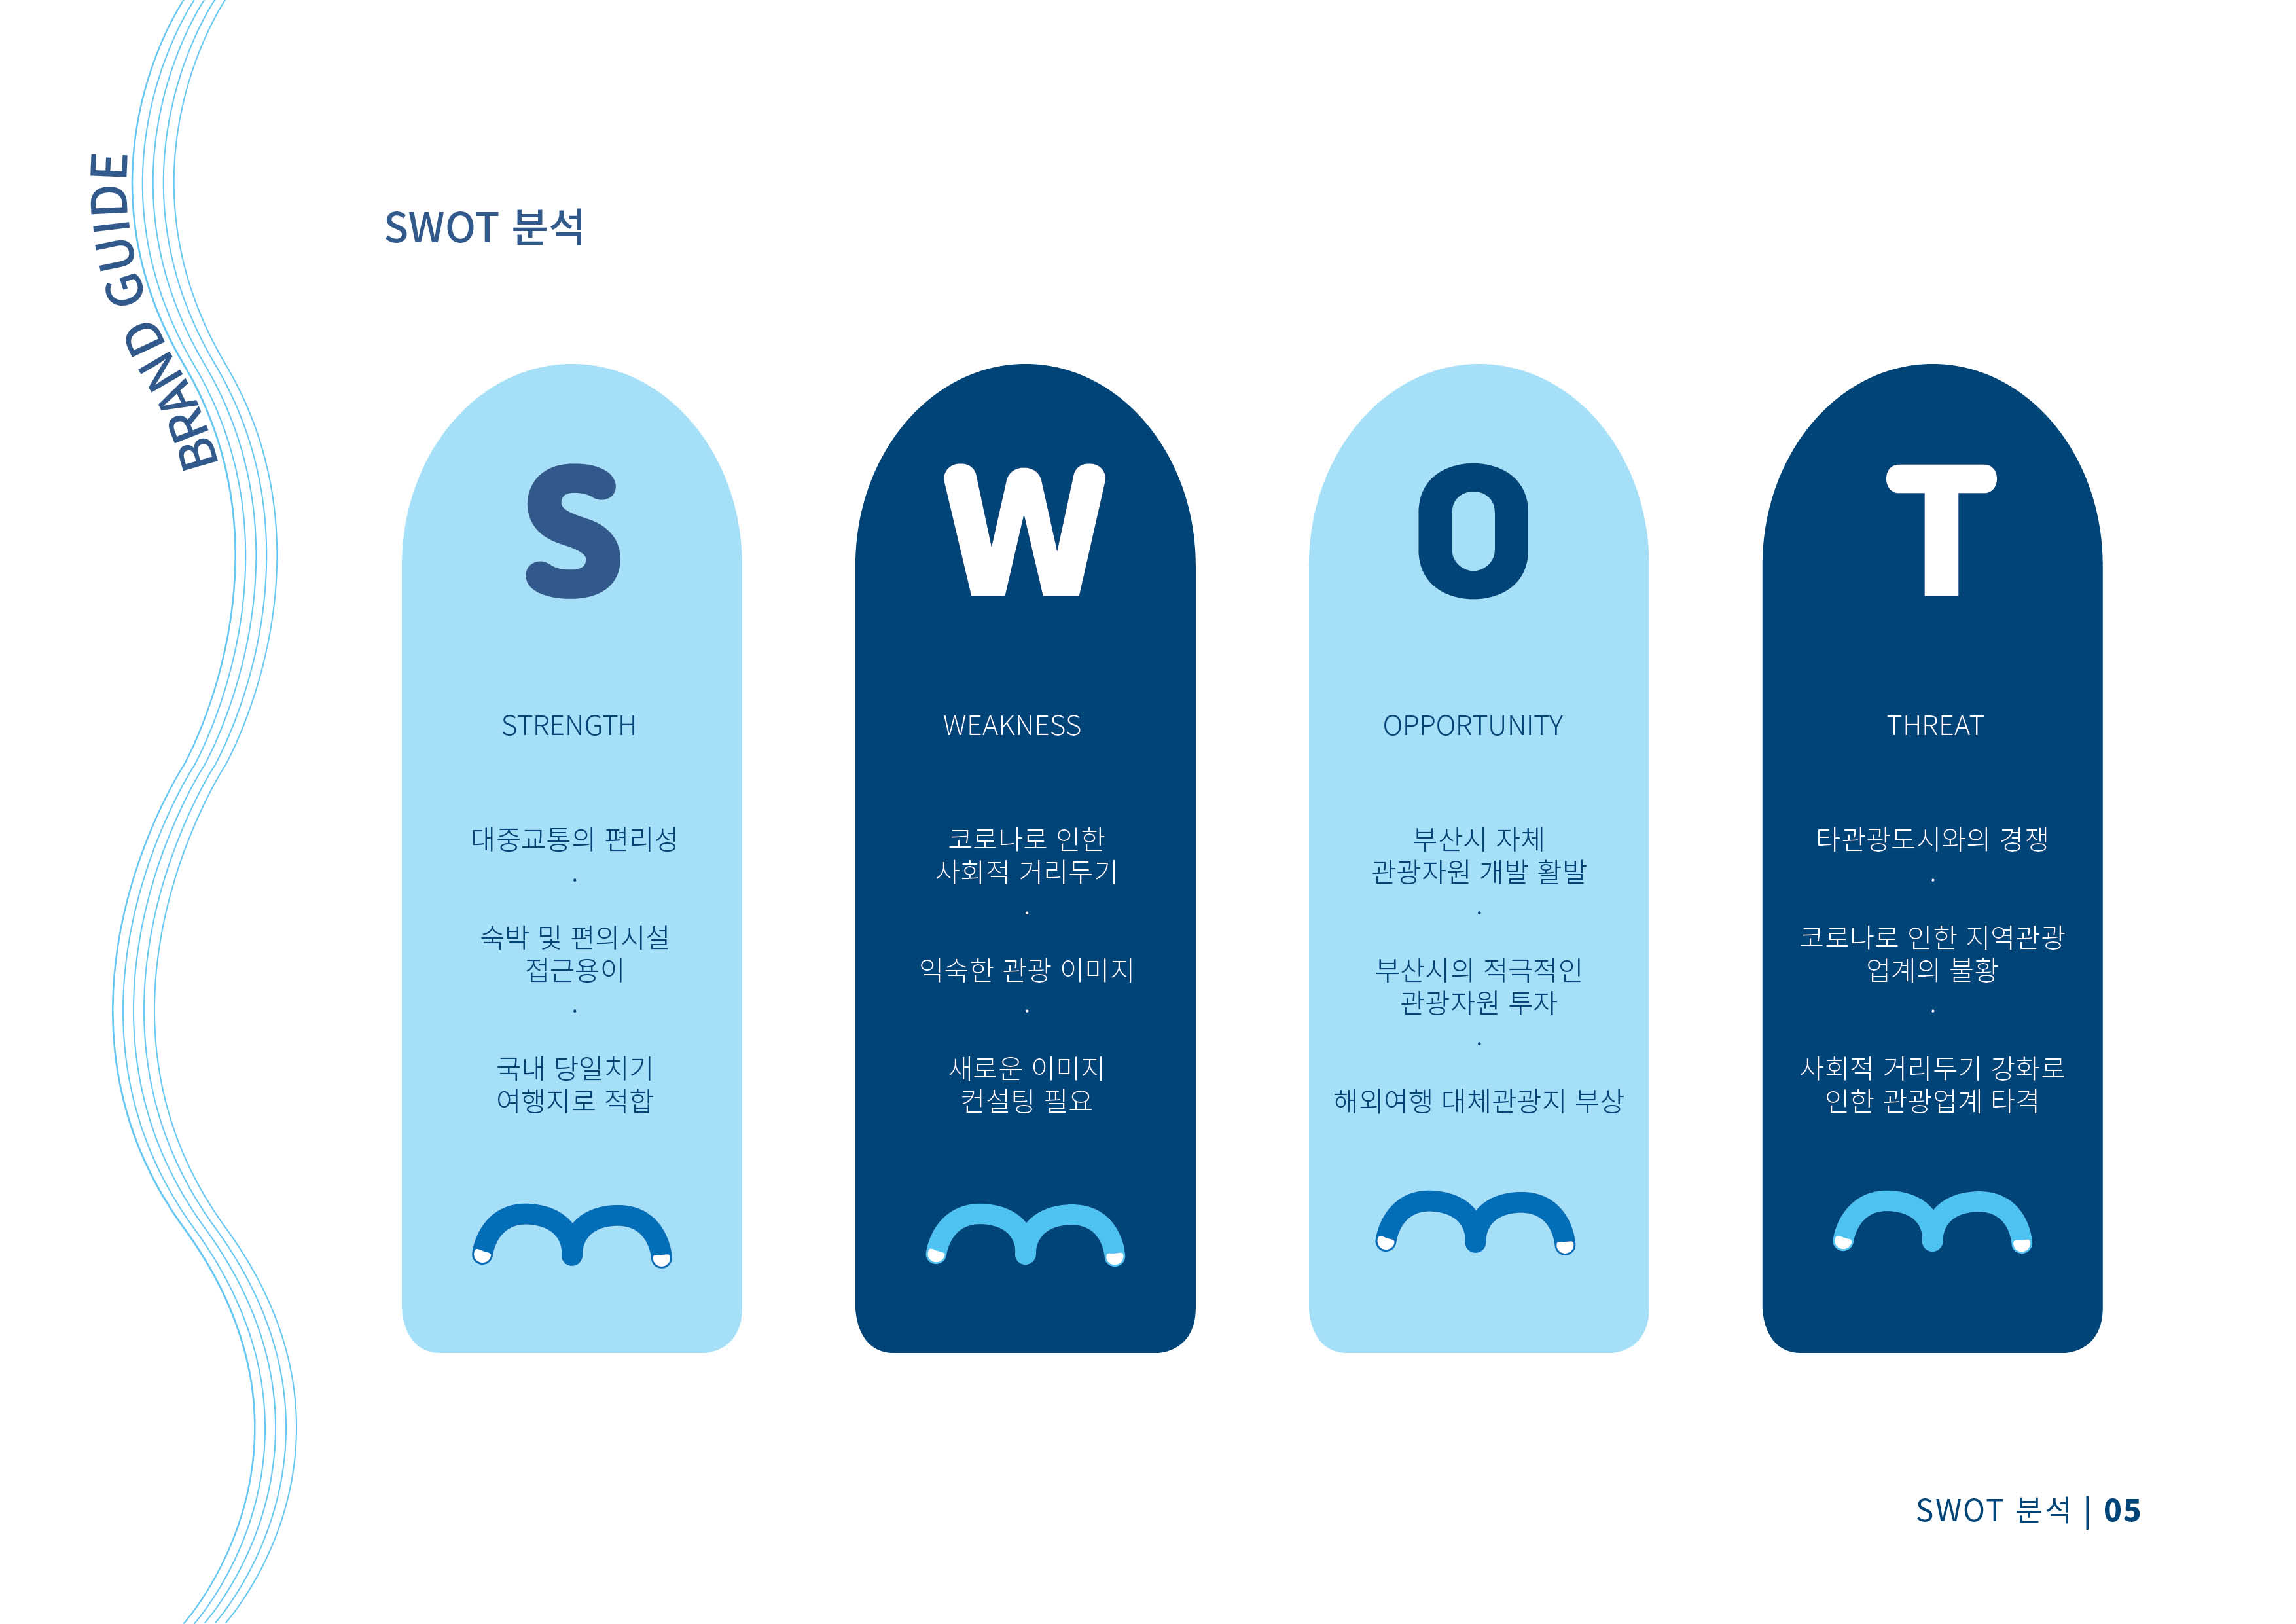 BRAND GUIDE
SWOT 분석
S
STRENGTH
대중교통의 편리성
·
숙박 및 편의시설
접근용이
·
국내 당일치기
여행지로 적합
W
WEAKNESS
코로나로 인한
사회적 거리두기
·
익숙한 관광 이미지
·
새로운 이미지
컨설팅 필요
O
OPPORTUNITY
부산시 자체
관광자원 개발 활발
·
부산시의 적극적인
관광자원 투자
·
해외여행 대체관광지 부상
T
THREAT
타관광도시와의 경쟁
·
코로나로 인한 지역관광
업계의 불황
·
사회적 거리두기 강화로
인한 관광업계 타격
SWOT 분석 | 05